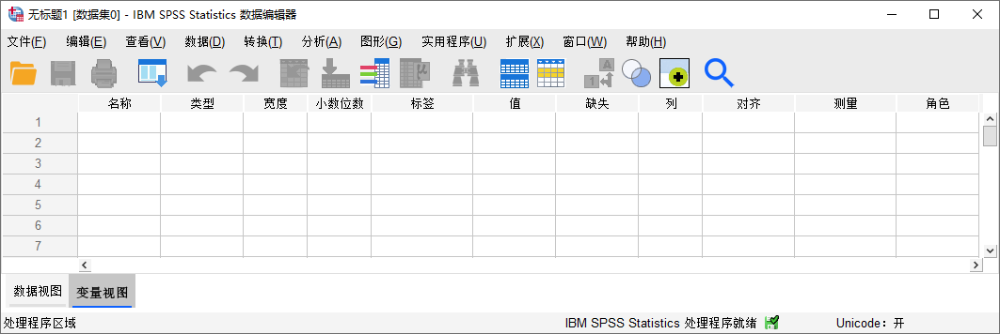 无标题1 [数据集0] - IBM SPSS Statistics 数据编辑器
文件(F) 编辑(E) 查看(V) 数据(D) 转换(T) 分析(A) 图形(G) 实用程序(U) 扩展(X) 窗口(W) 帮助(H)
μ A 1
名称 类型 宽度 小数位数 标签 值 缺失 列 对齐 测量 角色
1
2
3
4
5
6
7
数据视图 变量视图
处理程序区域 IBM SPSS Statistics 处理程序就绪 Unicode：开